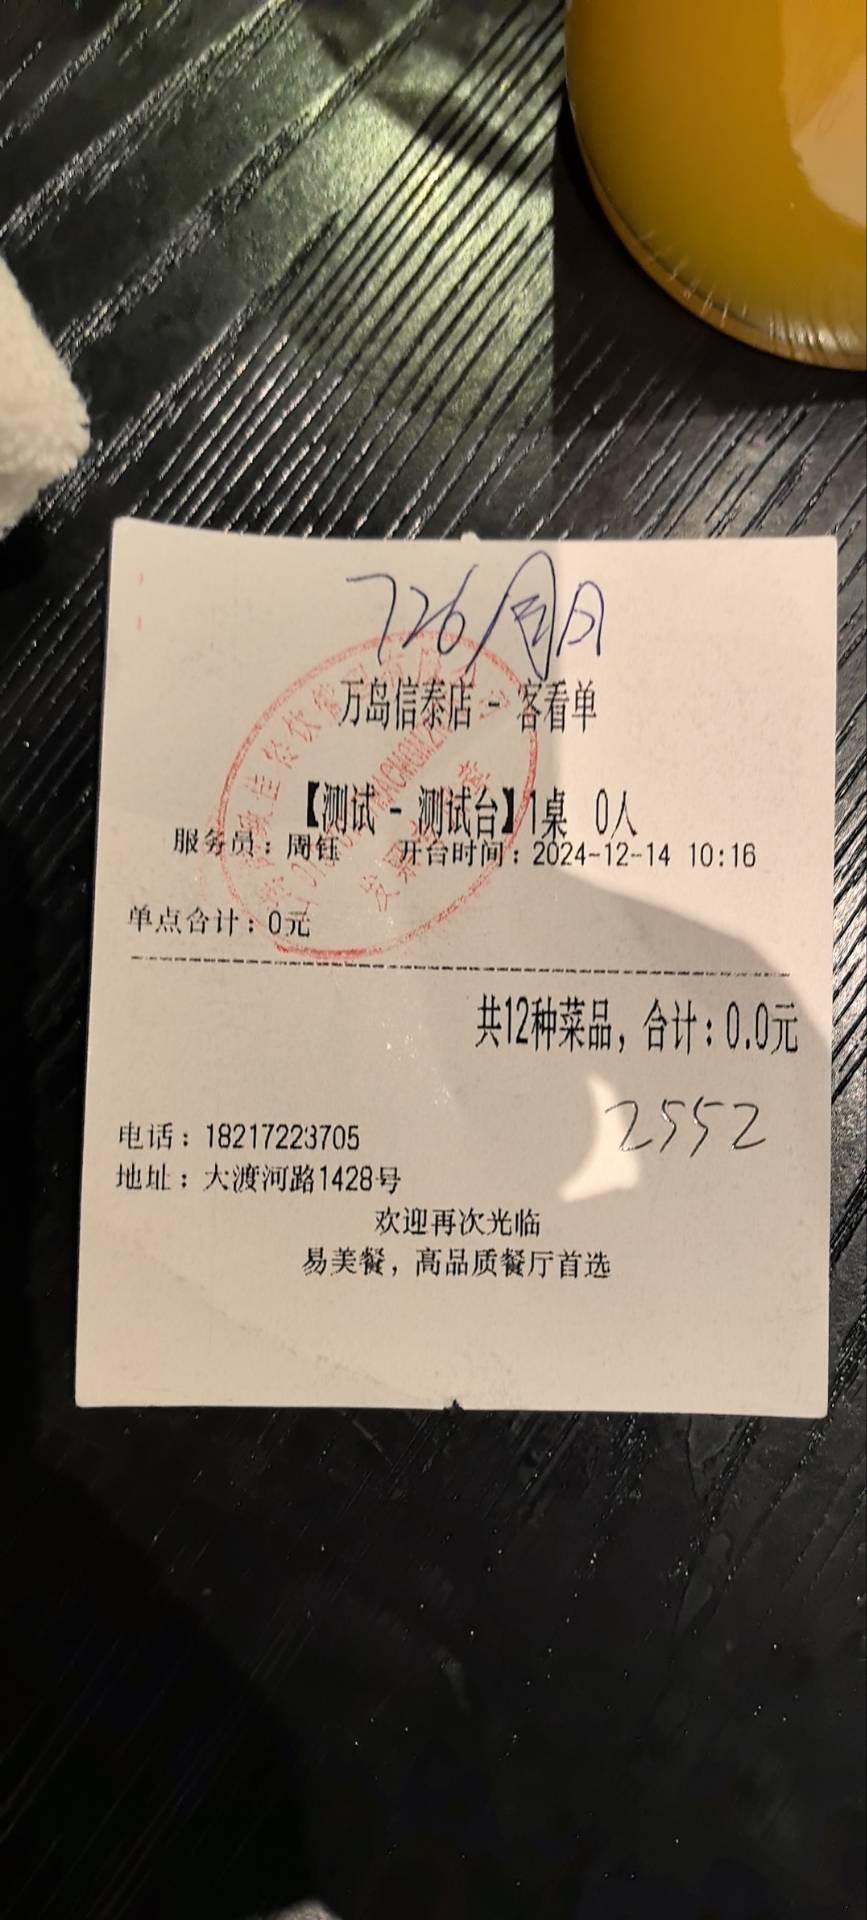 726/周月
万岛信泰店 - 客看单
【测试 - 测试台】1桌 0人
服务员：周钰 开台时间：2024-12-14 10:16
单点合计：0元
共12种菜品，合计：0.0元
2552
电话：18217223705
地址：大渡河路1428号
欢迎再次光临
易美餐，高品质餐厅首选